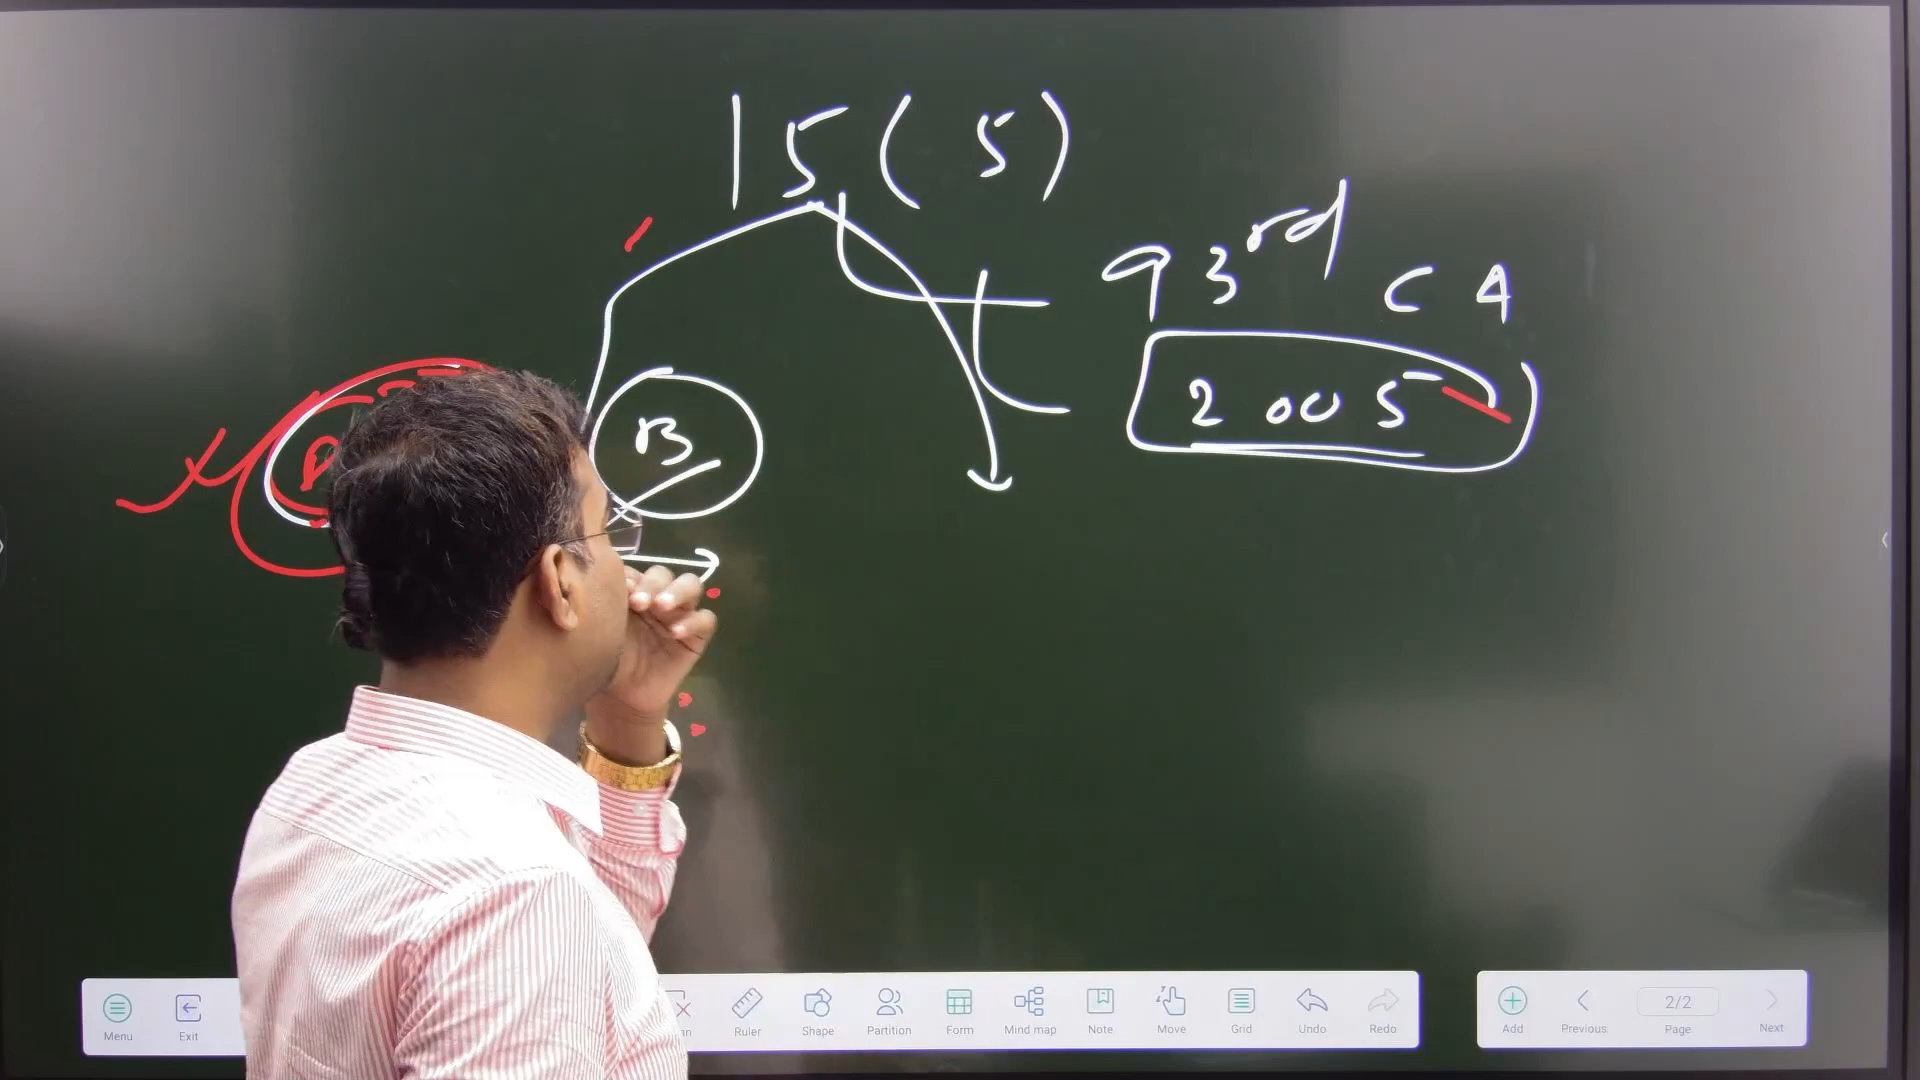 15(5)
93rd CA
2005
B
Menu Exit Ruler Shape Partition Form Mind map Note Move Grid Undo Redo
Add Previous 2/2 Page Next